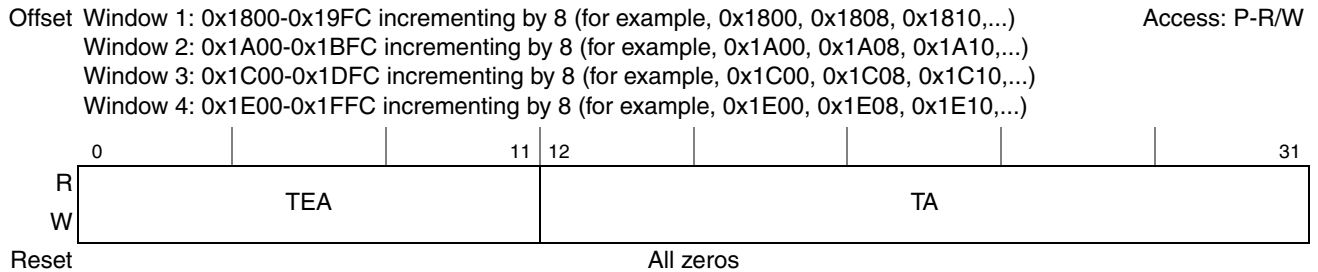 Offset Window 1: 0x1800-0x19FC incrementing by 8 (for example, 0x1800, 0x1808, 0x1810,...) Access: P-R/W
Window 2: 0x1A00-0x1BFC incrementing by 8 (for example, 0x1A00, 0x1A08, 0x1A10,...)
Window 3: 0x1C00-0x1DFC incrementing by 8 (for example, 0x1C00, 0x1C08, 0x1C10,...)
Window 4: 0x1E00-0x1FFC incrementing by 8 (for example, 0x1E00, 0x1E08, 0x1E10,...)
0 11 12 31
R
TEA TA
W
Reset All zeros